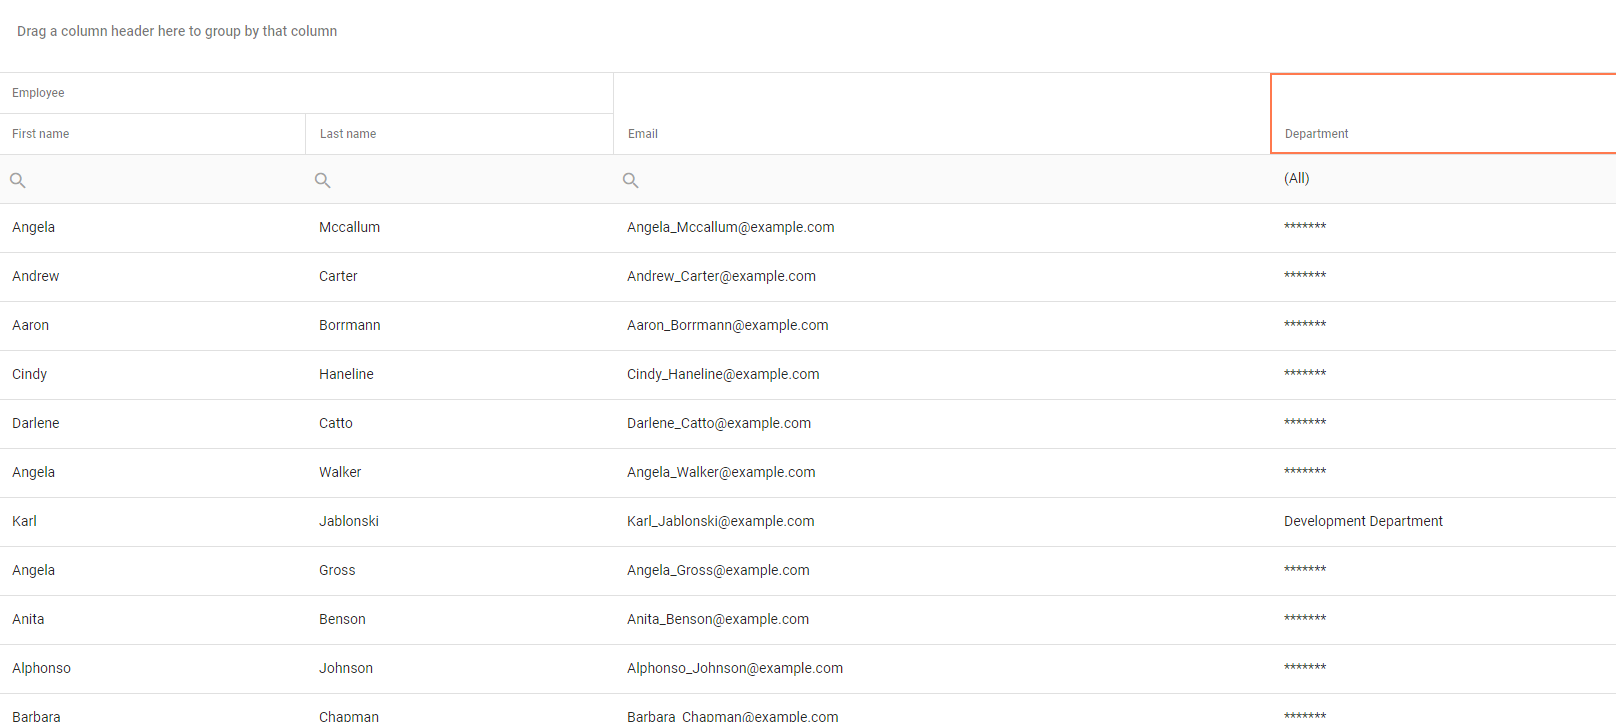 Drag a column header here to group by that column
Employee
First name Last name Email Department
(All)
Angela Mccallum Angela_Mccallum@example.com *******
Andrew Carter Andrew_Carter@example.com *******
Aaron Borrmann Aaron_Borrmann@example.com *******
Cindy Haneline Cindy_Haneline@example.com *******
Darlene Catto Darlene_Catto@example.com *******
Angela Walker Angela_Walker@example.com *******
Karl Jablonski Karl_Jablonski@example.com Development Department
Angela Gross Angela_Gross@example.com *******
Anita Benson Anita_Benson@example.com *******
Alphonso Johnson Alphonso_Johnson@example.com *******
Barbara Chapman Barbara_Chapman@example.com *******